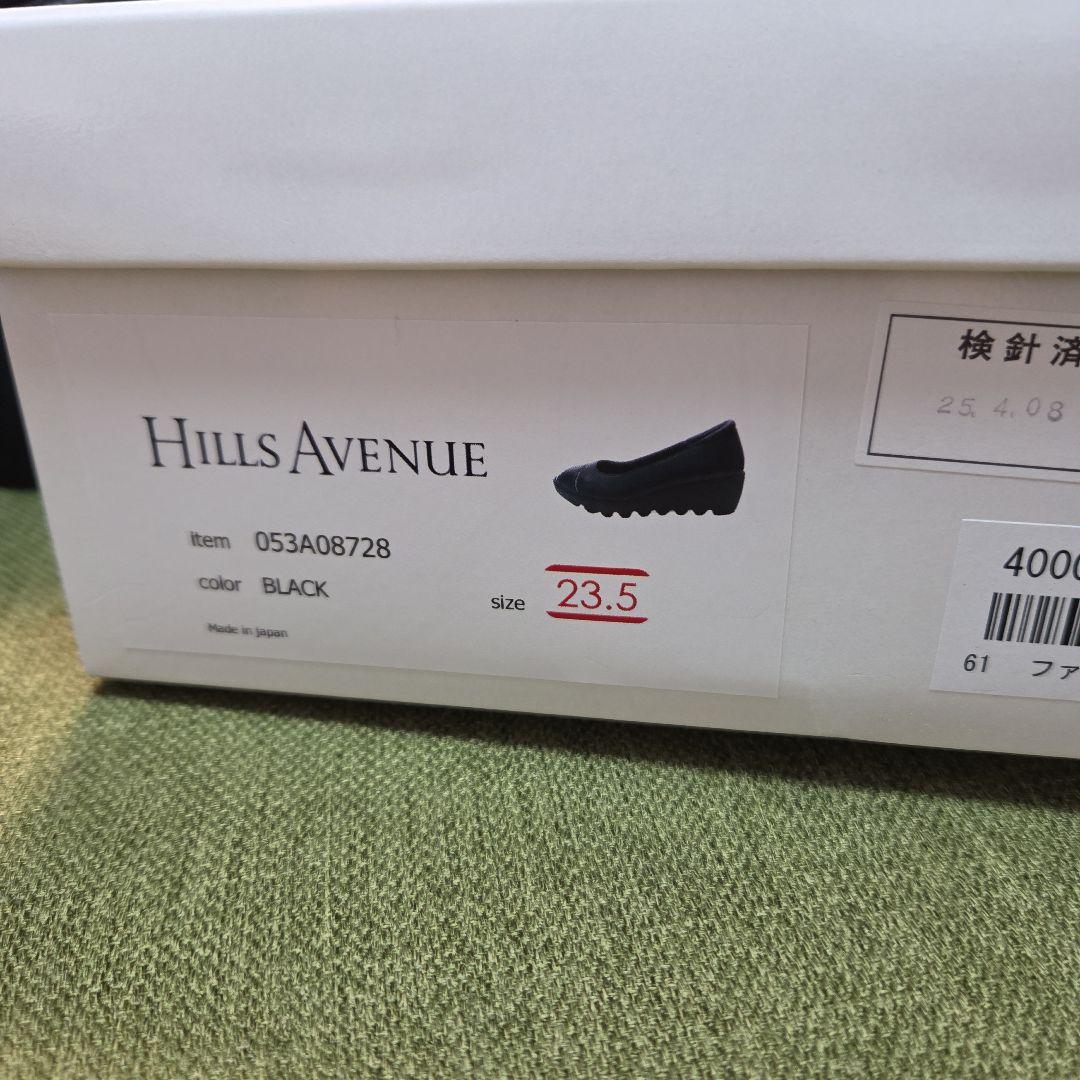 HILLS AVENUE
item 053A08728
color BLACK
Made in japan
size 23.5
検針済
25. 4. 08
4000
61 ファ